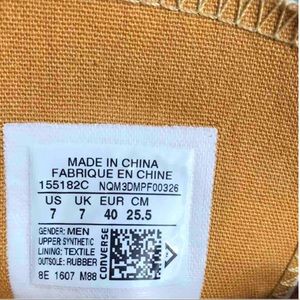 MADE IN CHINA
FABRIQUE EN CHINE
155182C NQM3DMPF00326
US UK EUR CM
7 7 40 25.5
GENDER: MEN
UPPER SYNTHETIC
LINING: TEXTILE
OUTSOLE: RUBBER
8E 1607 M88
CONVERSE